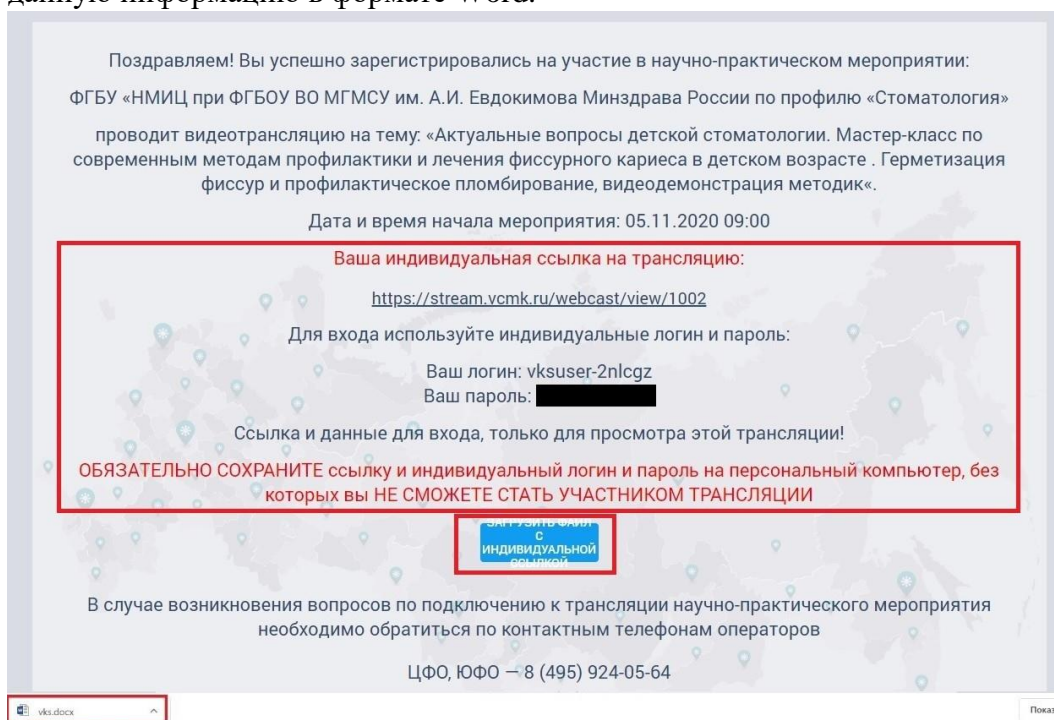 данную информацию в формате Word.
Поздравляем! Вы успешно зарегистрировались на участие в научно-практическом мероприятии:
ФГБУ «НМИЦ при ФГБОУ ВО МГМСУ им. А.И. Евдокимова Минздрава России по профилю «Стоматология»
проводит видеотрансляцию на тему: «Актуальные вопросы детской стоматологии. Мастер-класс по
современным методам профилактики и лечения фиссурного кариеса в детском возрасте . Герметизация
фиссур и профилактическое пломбирование, видеодемонстрация методик«.
Дата и время начала мероприятия: 05.11.2020 09:00
Ваша индивидуальная ссылка на трансляцию:
https://stream.vcmk.ru/webcast/view/1002
Для входа используйте индивидуальные логин и пароль:
Ваш логин: vksuser-2nlcgz
Ваш пароль:
Ссылка и данные для входа, только для просмотра этой трансляции!
ОБЯЗАТЕЛЬНО СОХРАНИТЕ ссылку и индивидуальный логин и пароль на персональный компьютер, без
которых вы НЕ СМОЖЕТЕ СТАТЬ УЧАСТНИКОМ ТРАНСЛЯЦИИ
ЗАГРУЗИТЬ ФАЙЛ
С
ИНДИВИДУАЛЬНОЙ
ССЫЛКОЙ
В случае возникновения вопросов по подключению к трансляции научно-практического мероприятия
необходимо обратиться по контактным телефонам операторов
ЦФО, ЮФО — 8 (495) 924-05-64
vks.docx